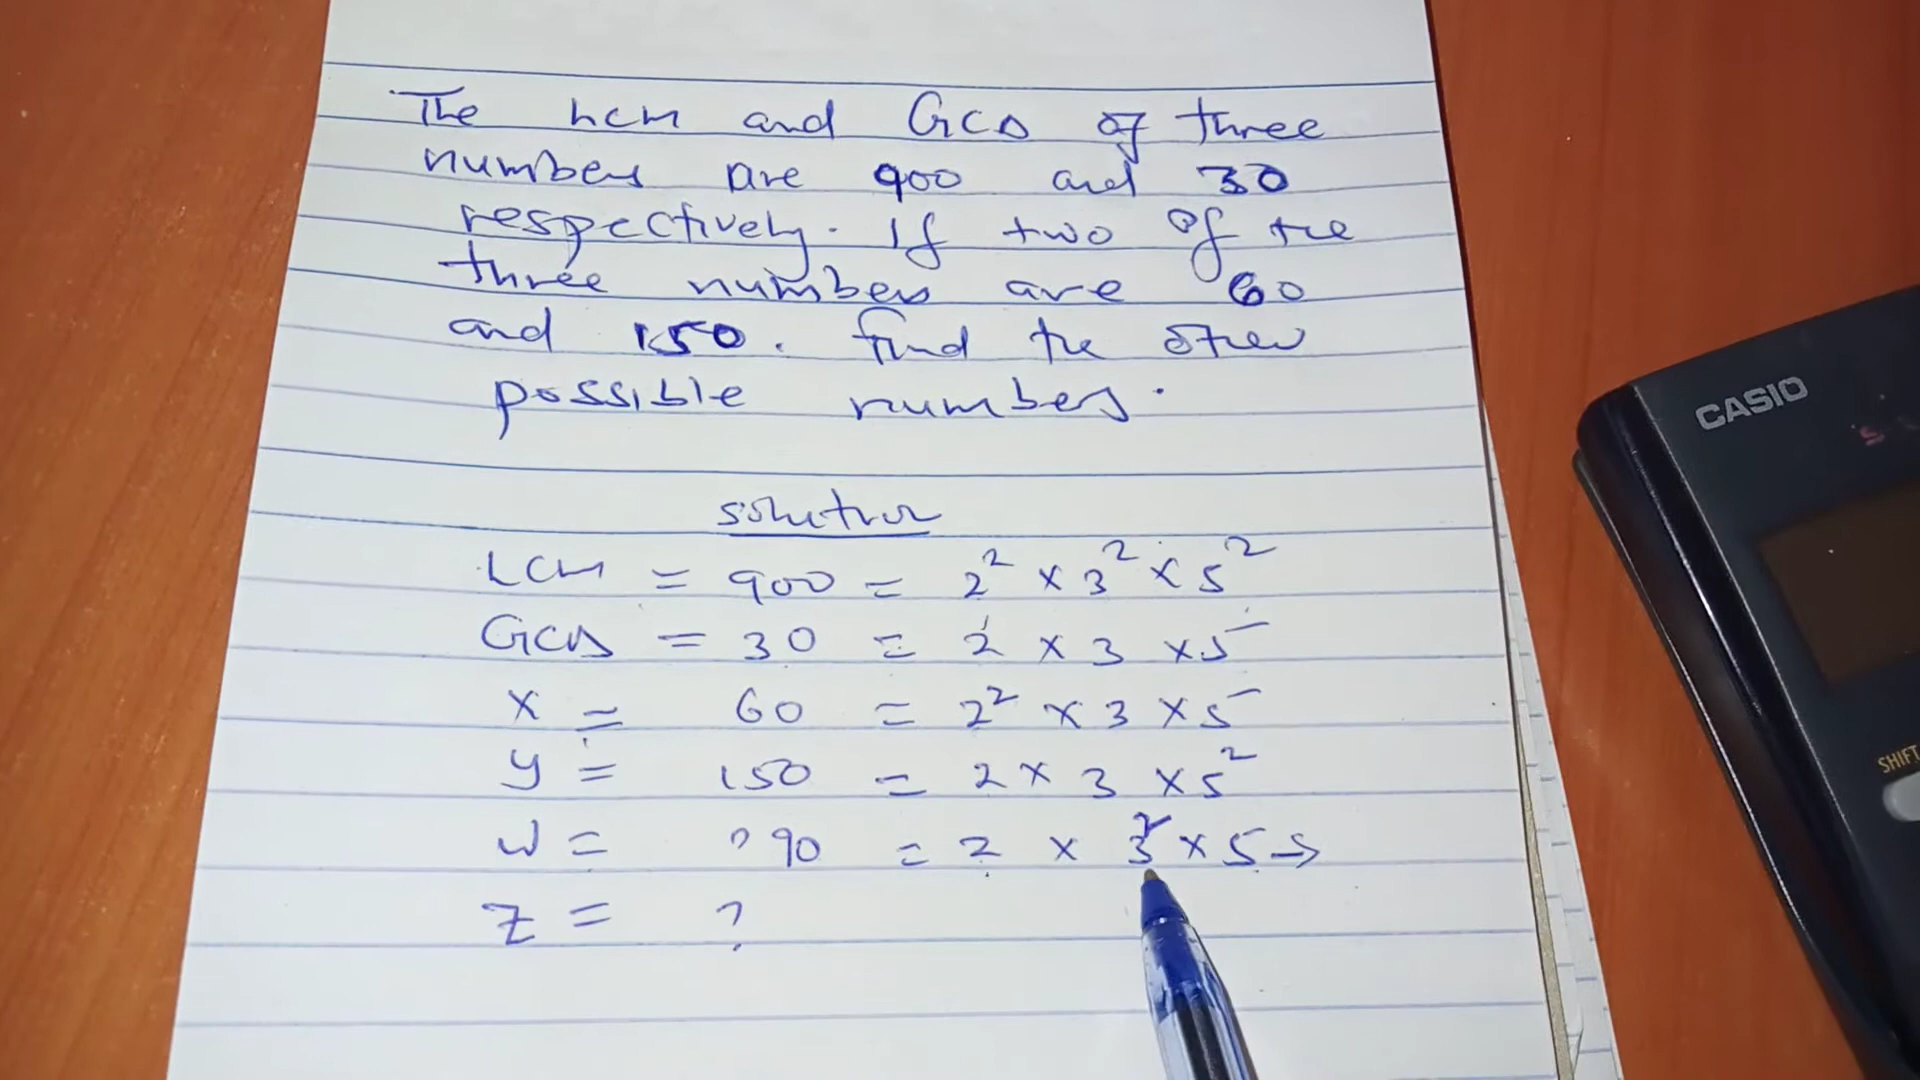 The LCM and GCD of three
numbers are 900 and 30
respectively. If two of the
three numbers are 60
and 150. find the other
possible numbers.
solution
LCM = 900 = 2² × 3² × 5²
GCD = 30 = 2¹ × 3 × 5
x = 60 = 2² × 3 × 5
y = 150 = 2 × 3 × 5²
W = ? 90 = 2 × 3² × 5 →
Z = ?
CASIO
SHIFT